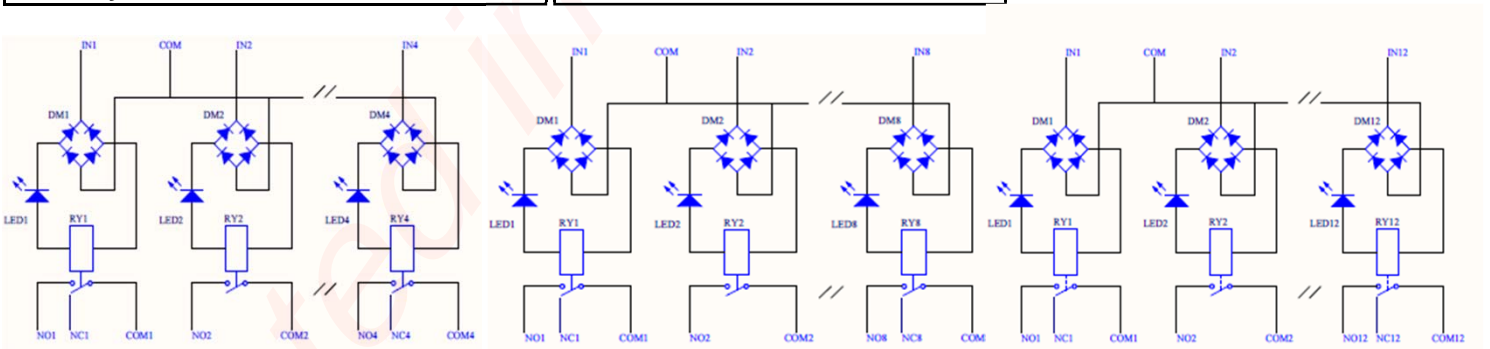 IN1 COM IN2 IN4
DM1 DM2 DM4
LED1 LED2 LED4
RY1 RY2 RY4
NO1 NC1 COM1 NO2 COM2 NO4 NC4 COM4
IN1 COM IN2 IN8
DM1 DM2 DM8
LED1 LED2 LED8
RY1 RY2 RY8
NO1 NC1 COM1 NO2 COM2 NO8 NC8 COM
IN1 COM IN2 IN12
DM1 DM2 DM12
LED1 LED2 LED12
RY1 RY2 RY12
NO1 NC1 COM1 NO2 COM2 NO12 NC12 COM12
ted in